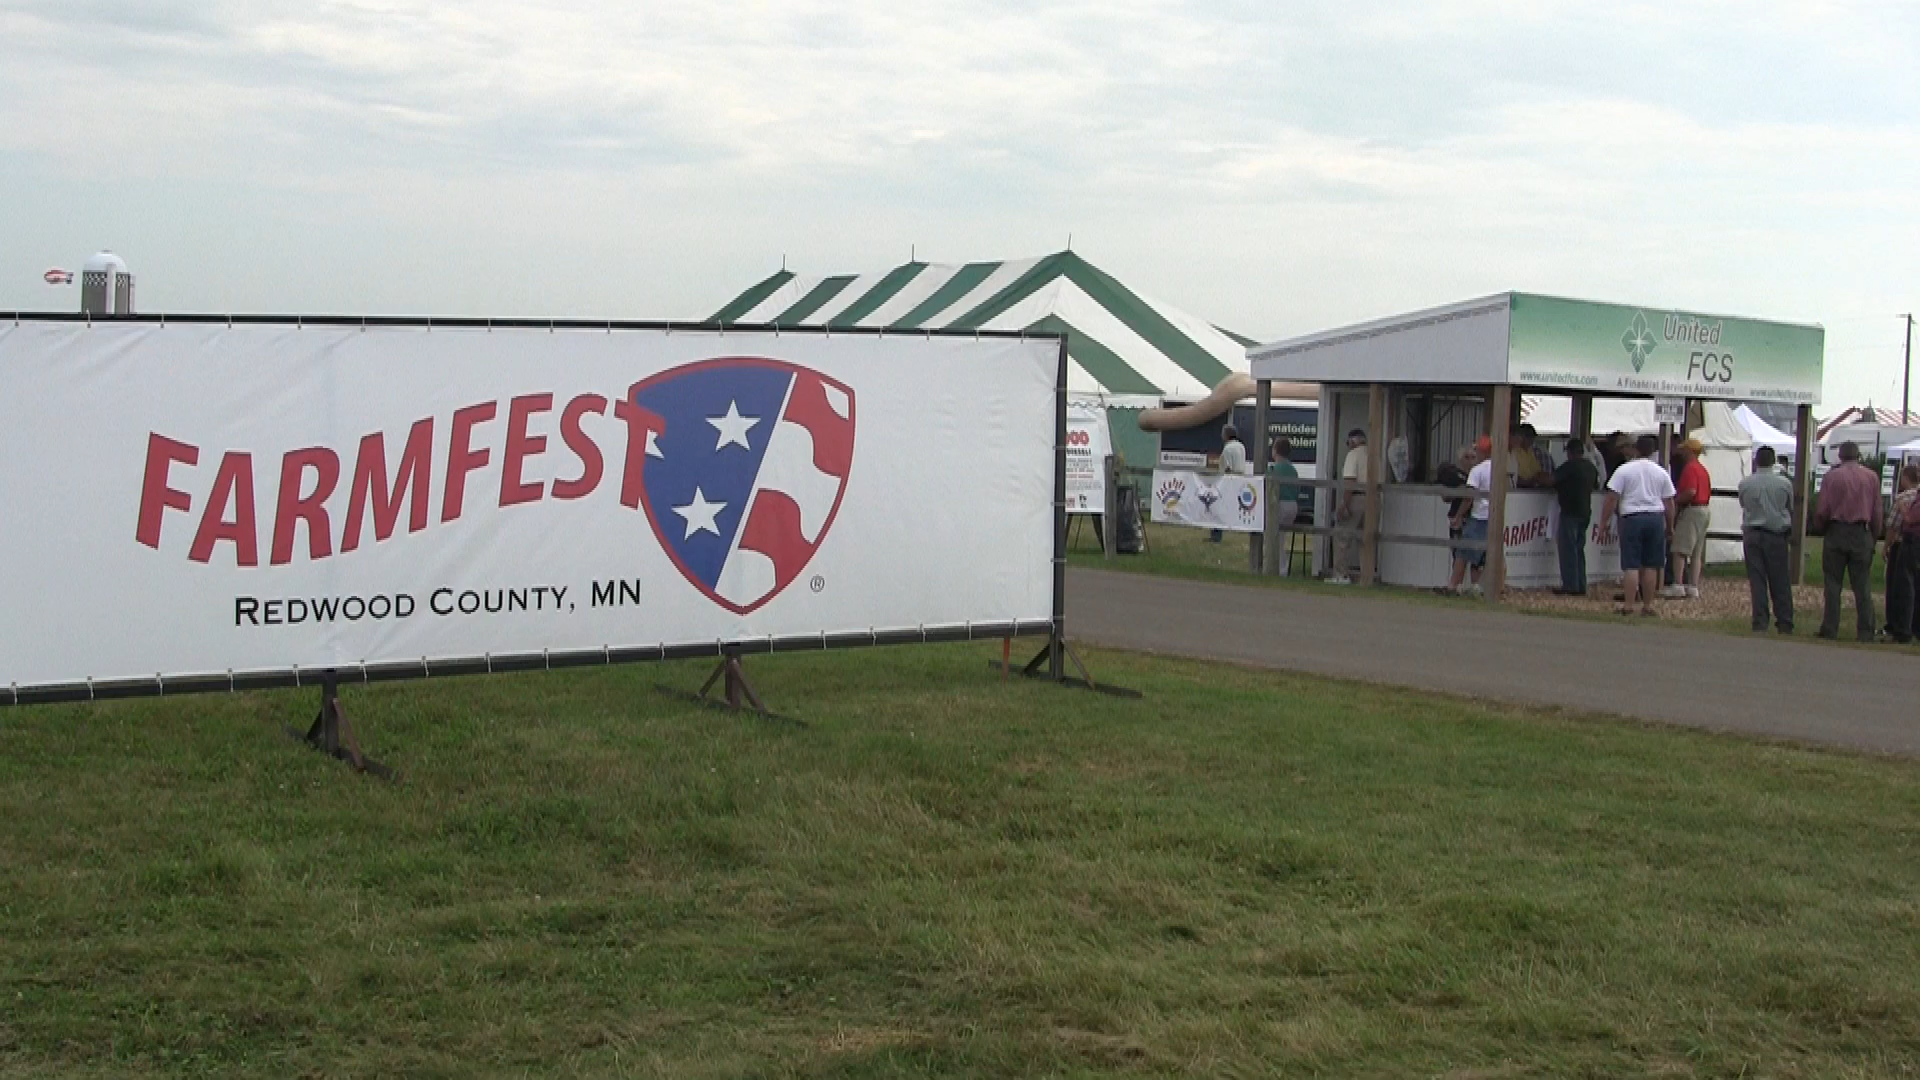 FARMFEST
REDWOOD COUNTY, MN
®
United
FCS
A Financial Services Association
www.unitedfcs.com
www.unitedfcs.com
FARMFEST